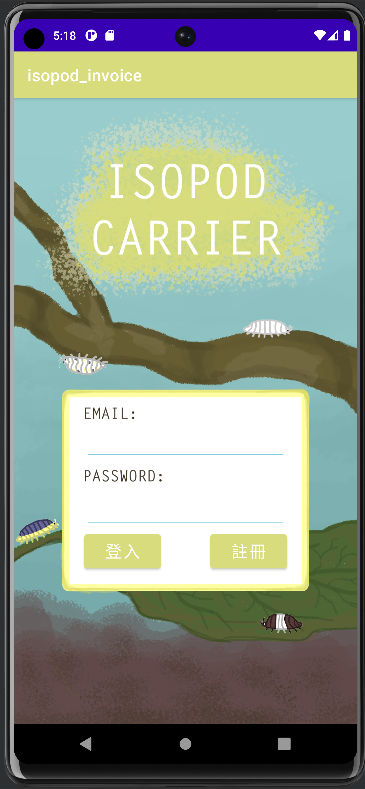 5:18
isopod_invoice
ISOPOD
CARRIER
EMAIL:
PASSWORD:
登入
註冊